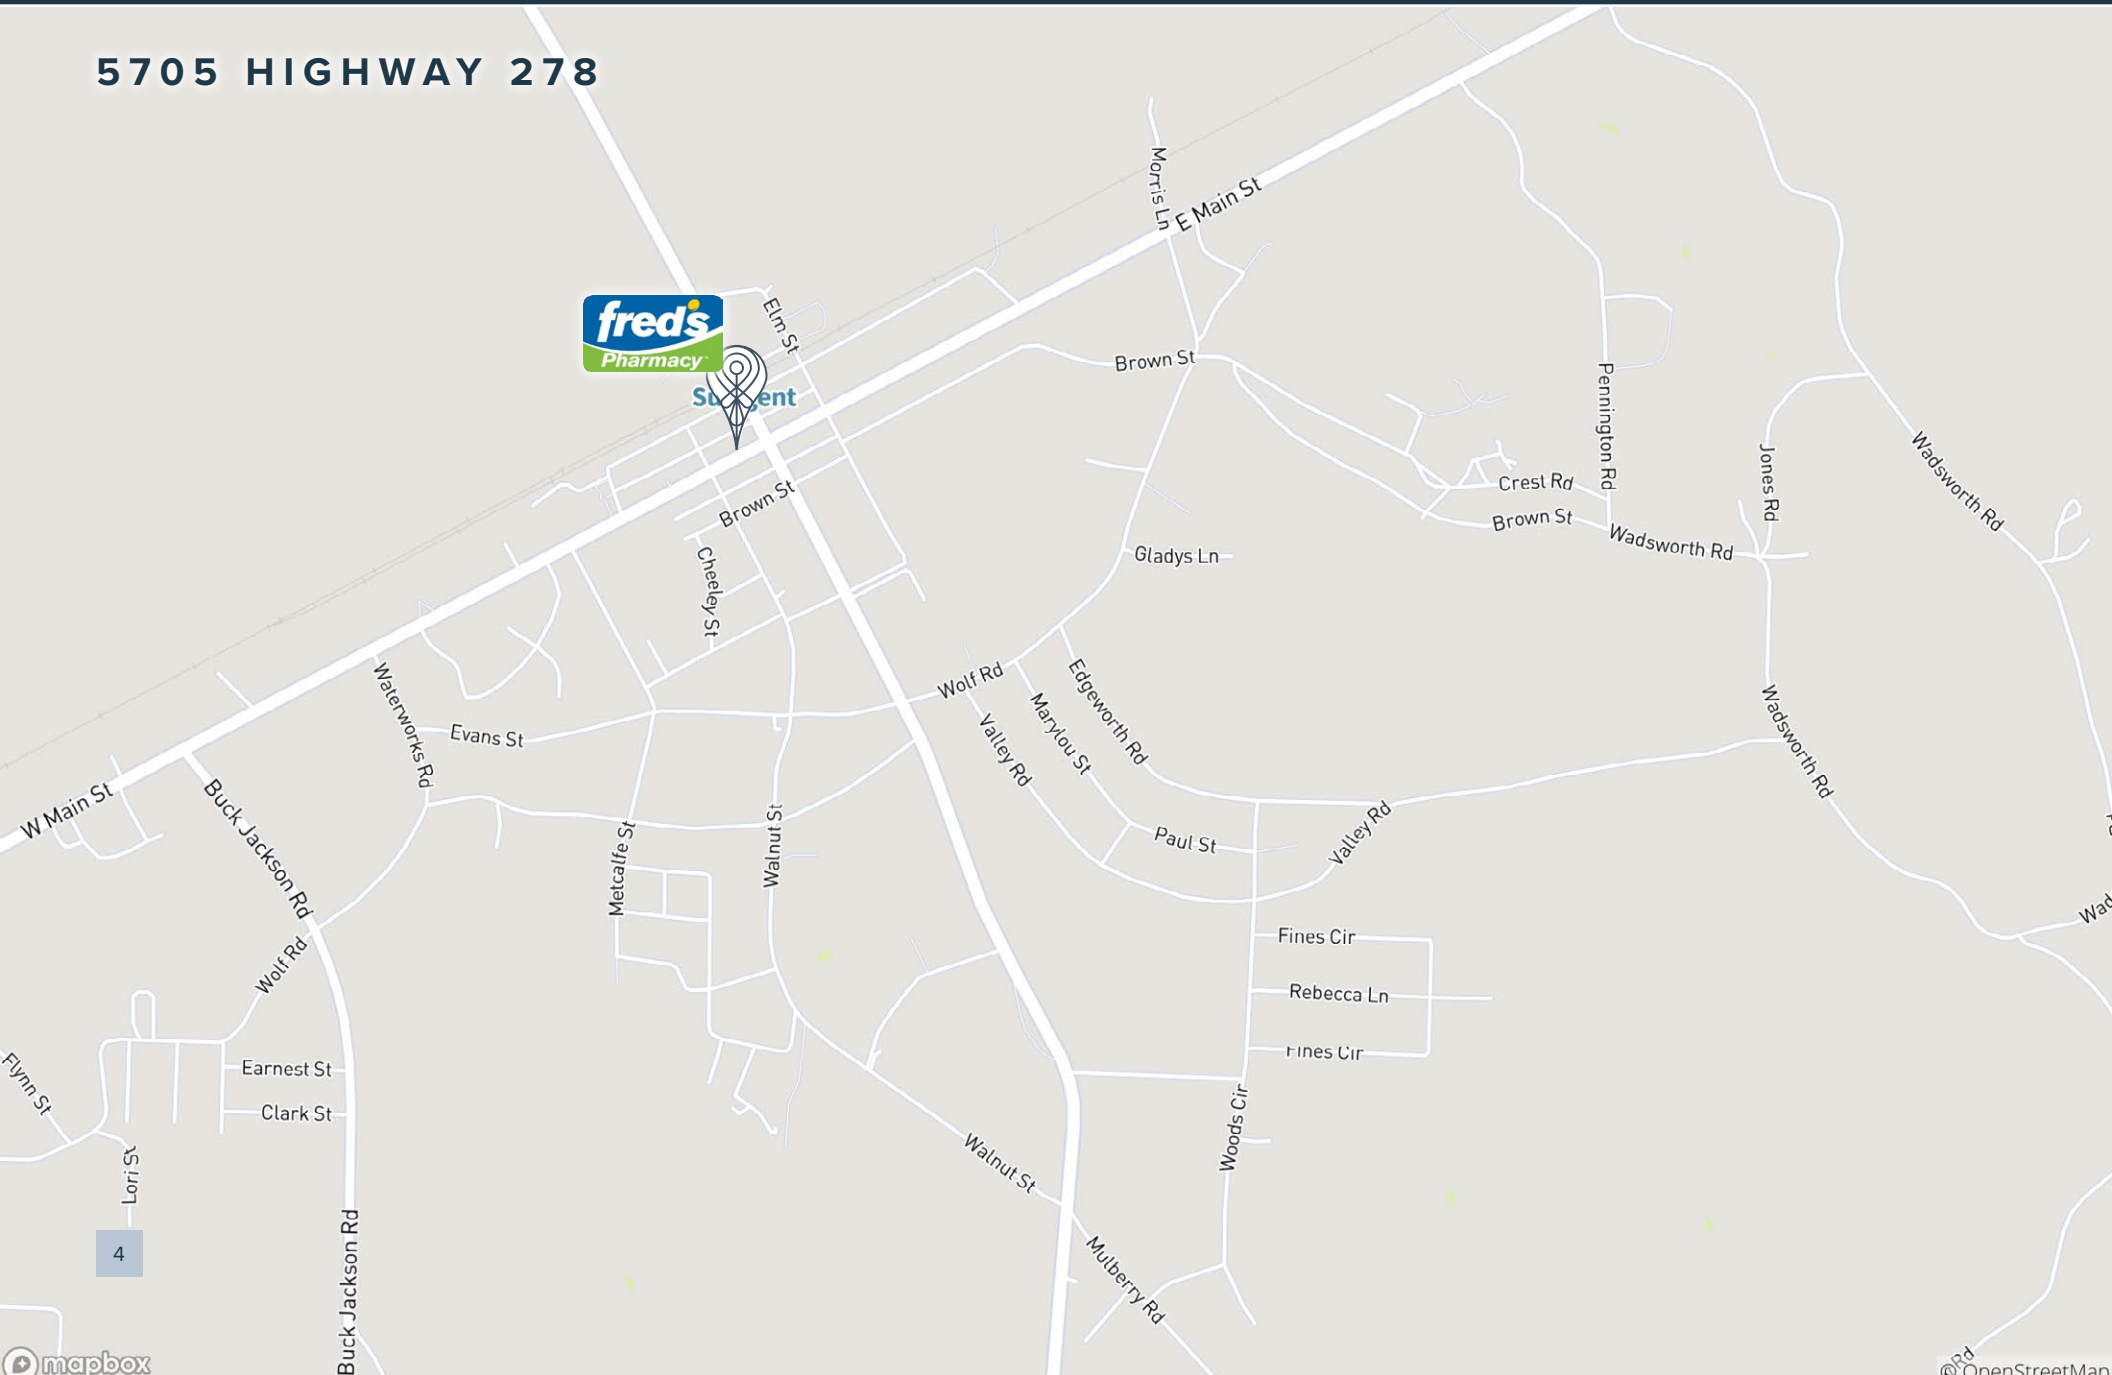 5705 HIGHWAY 278
Morris Ln
E Main St
fred's
Pharmacy
Elm St
Brown St
Pennington Rd
Jones Rd
Wadsworth Rd
Crest Rd
Brown St
Wadsworth Rd
Brown St
Cheeley St
Gladys Ln
Waterworks Rd
Evans St
Wolf Rd
Valley Rd
Marylou St
Edgeworth Rd
Wadsworth Rd
W Main St
Buck Jackson Rd
Metcalfe St
Walnut St
Paul St
Valley Rd
Wolf Rd
Fines Cir
Rebecca Ln
Fines Cir
Flynn St
Earnest St
Clark St
Lori St
Woods Cir
Walnut St
4
Buck Jackson Rd
Mulberry Rd
Rd
mapbox
© OpenStreetMap